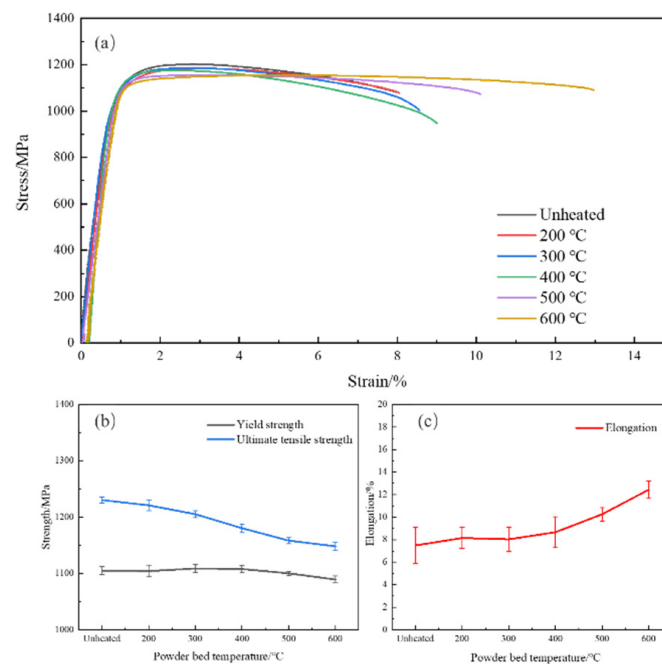 (a)
1400
1200
1000
800
600
400
1200
0
Stress/MPa
0 2 4 6 8 10 12 14
Strain/%
Unheated
200 °C
300 °C
400 °C
500 °C
600 °C
(b)
1400
1300
1200
1100
1000
Strength/MPa
Yield strength
Ultimate tensile strength
Unheated 200 300 400 500 600
Powder bed temperature/°C
(c)
20
18
16
14
12
10
8
6
4
2
0
Elongation/%
Elongation
Unheated 200 300 400 500 600
Powder bed temperature/°C